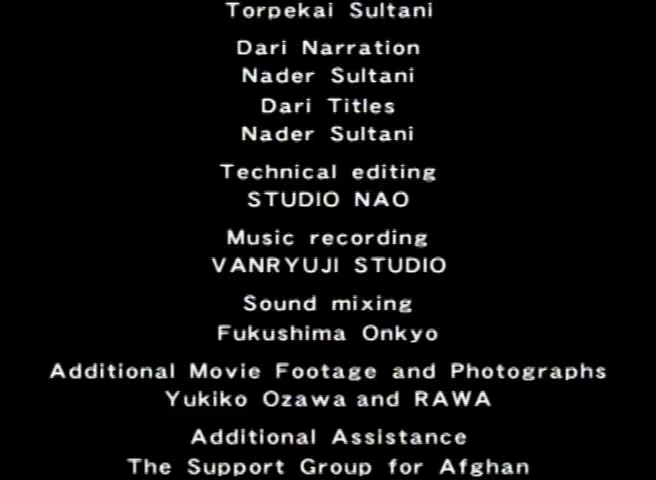 Torpekai Sultani
Dari Narration
Nader Sultani
Dari Titles
Nader Sultani
Technical editing
STUDIO NAO
Music recording
VANRYUJI STUDIO
Sound mixing
Fukushima Onkyo
Additional Movie Footage and Photographs
Yukiko Ozawa and RAWA
Additional Assistance
The Support Group for Afghan